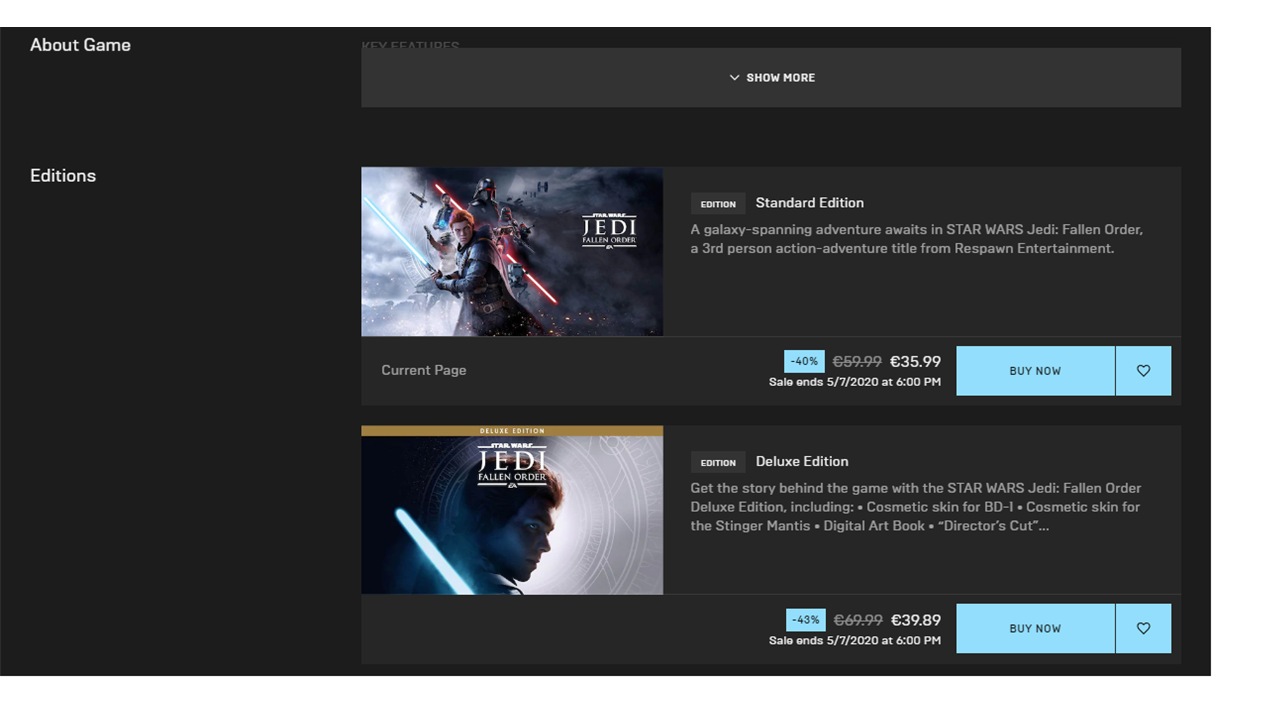 About Game
KEY FEATURES
SHOW MORE
Editions
STAR WARS
JEDI
FALLEN ORDER
EA
EDITION Standard Edition
A galaxy-spanning adventure awaits in STAR WARS Jedi: Fallen Order,
a 3rd person action-adventure title from Respawn Entertainment.
Current Page
-40% €59.99 €35.99
Sale ends 5/7/2020 at 6:00 PM
BUY NOW
DELUXE EDITION
STAR WARS
JEDI
FALLEN ORDER
EA
EDITION Deluxe Edition
Get the story behind the game with the STAR WARS Jedi: Fallen Order
Deluxe Edition, including: • Cosmetic skin for BD-1 • Cosmetic skin for
the Stinger Mantis • Digital Art Book • “Director’s Cut”...
-43% €69.99 €39.89
Sale ends 5/7/2020 at 6:00 PM
BUY NOW